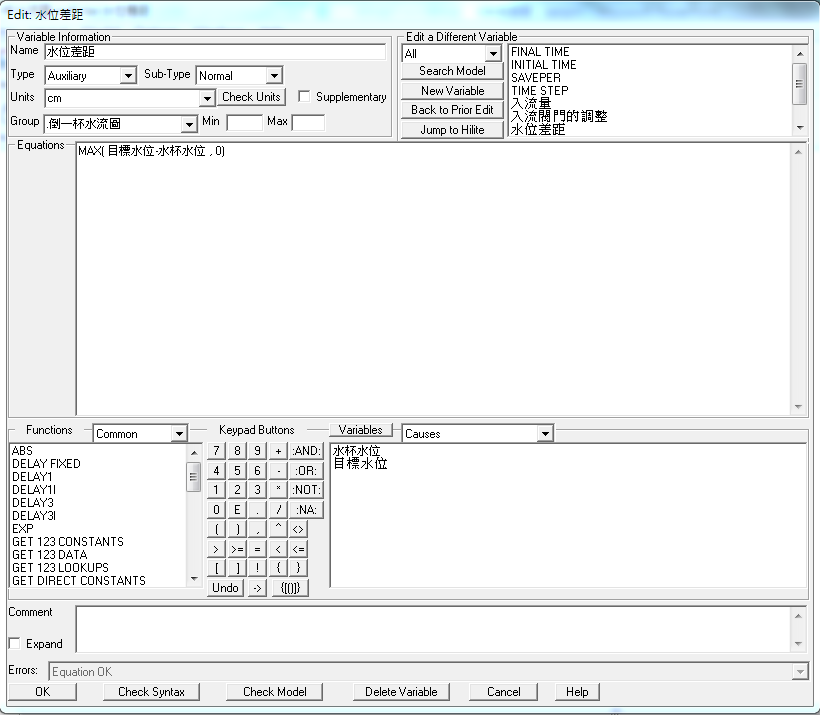 Edit: 水位差距
Variable Information
Name 水位差距
Type Auxiliary Sub-Type Normal
Units cm Check Units Supplementary
Group .倒一杯水流圖 Min Max
Edit a Different Variable
All
Search Model
New Variable
Back to Prior Edit
Jump to Hilite
FINAL TIME
INITIAL TIME
SAVEPER
TIME STEP
入流量
入流閥門的調整
水位差距
Equations
MAX( 目標水位-水杯水位 , 0)
Functions Common
ABS
DELAY FIXED
DELAY1
DELAY1I
DELAY3
DELAY3I
EXP
GET 123 CONSTANTS
GET 123 DATA
GET 123 LOOKUPS
GET DIRECT CONSTANTS
Keypad Buttons
7 8 9 + :AND:
4 5 6 - :OR:
1 2 3 * :NOT:
0 E . / :NA:
( ) , ^ <>
> >= = < <=
[ ] ! { }
Undo -> {[()]}
Variables Causes
水杯水位
目標水位
Comment
Expand
Errors: Equation OK
OK Check Syntax Check Model Delete Variable Cancel Help